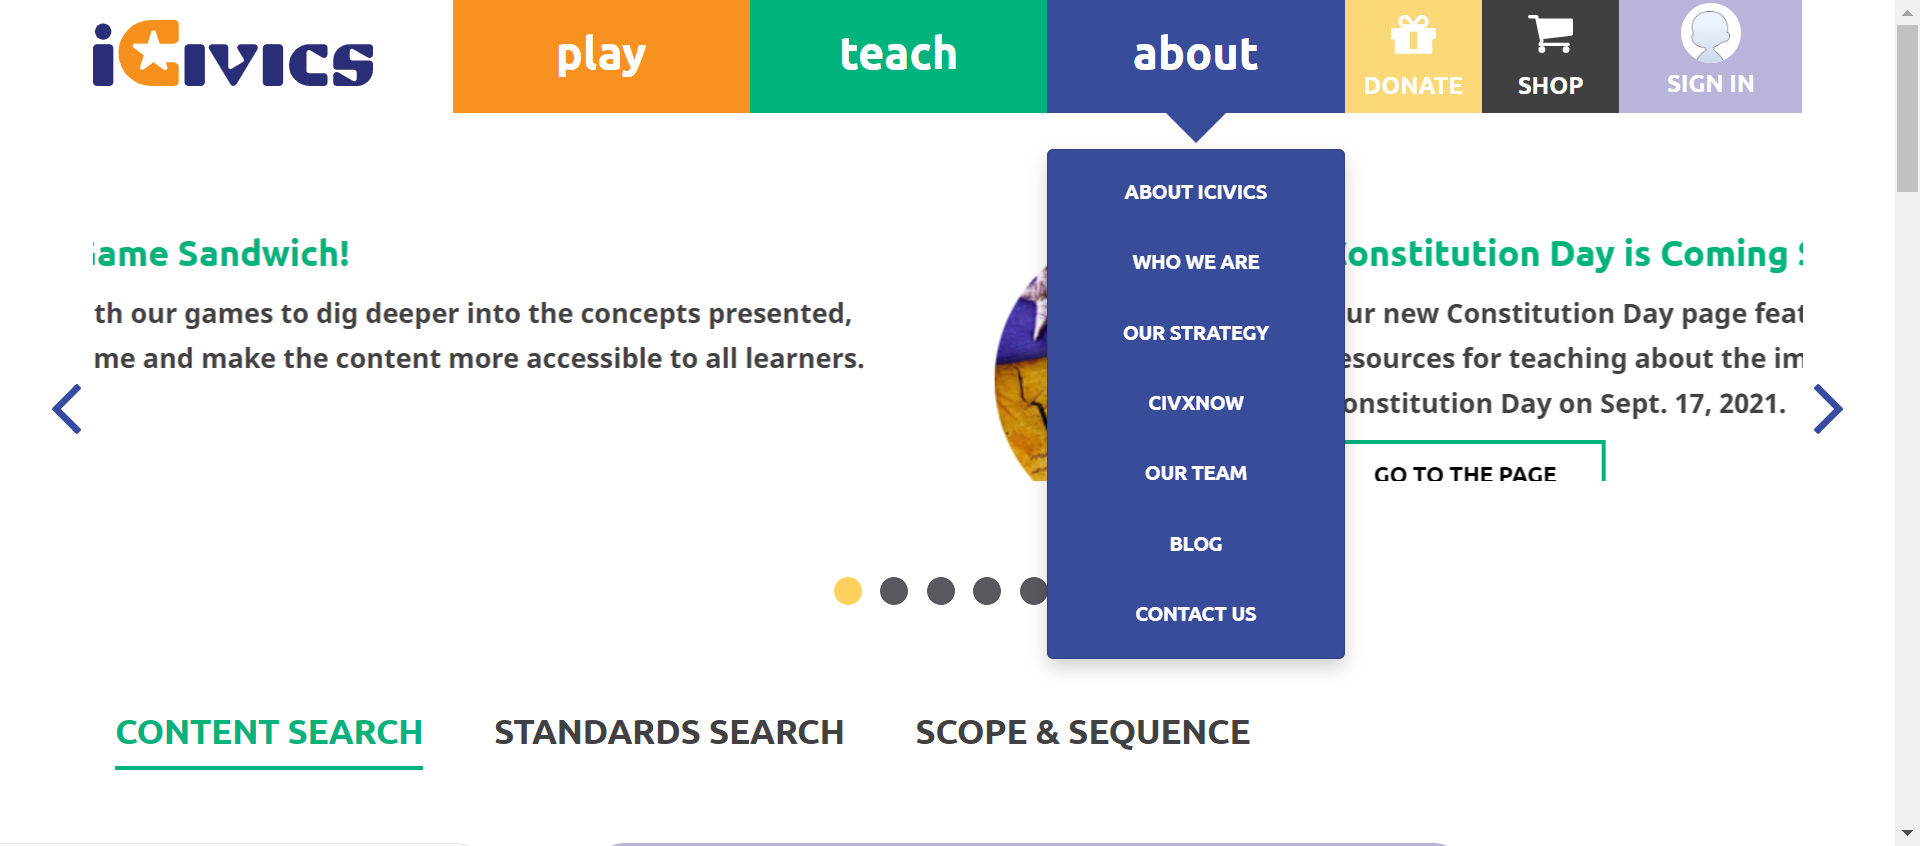 iCivics
play
teach
about
DONATE
SHOP
SIGN IN
ABOUT ICIVICS
WHO WE ARE
OUR STRATEGY
CIVXNOW
OUR TEAM
BLOG
CONTACT US
Game Sandwich!
th our games to dig deeper into the concepts presented,
me and make the content more accessible to all learners.
Constitution Day is Coming S
ur new Constitution Day page feat
esources for teaching about the im
onstitution Day on Sept. 17, 2021.
GO TO THE PAGE
CONTENT SEARCH
STANDARDS SEARCH
SCOPE & SEQUENCE